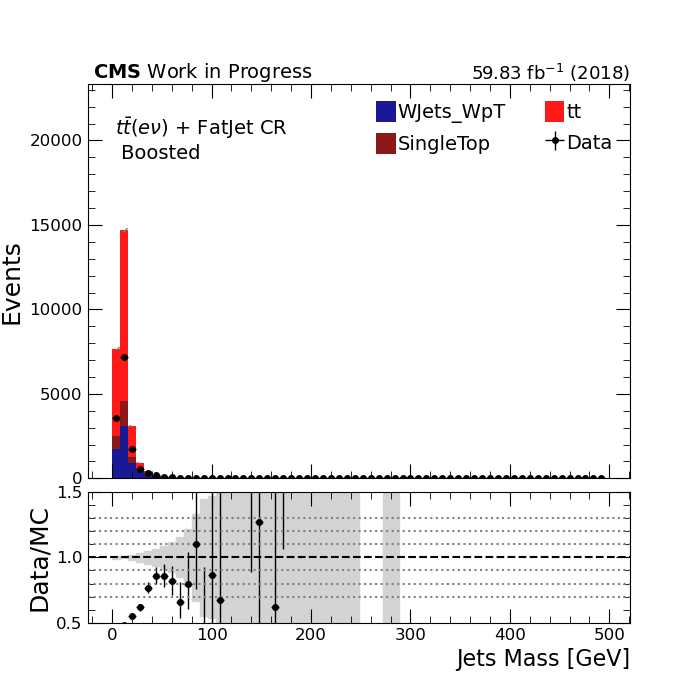 CMS Work in Progress 59.83 fb⁻¹ (2018)
tt̄(eν) + FatJet CR
Boosted
WJets_WpT tt
SingleTop Data
Events
20000
15000
10000
5000
0
Data/MC
1.5
1.0
0.5
0 100 200 300 400 500
Jets Mass [GeV]